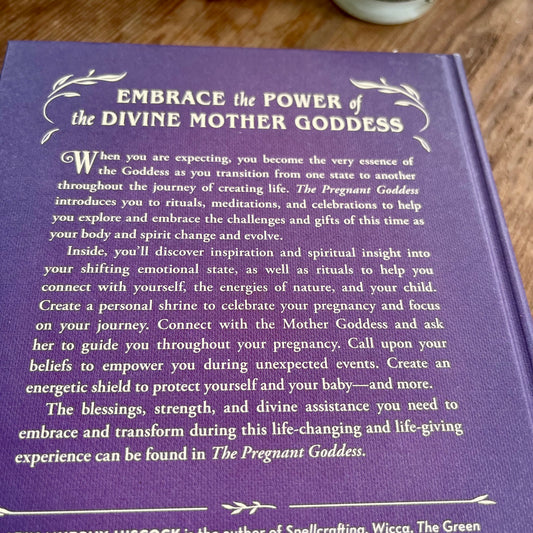 EMBRACE the POWER of
the DIVINE MOTHER GODDESS
When you are expecting, you become the very essence of
the Goddess as you transition from one state to another
throughout the journey of creating life. The Pregnant Goddess
introduces you to rituals, meditations, and celebrations to help
you explore and embrace the challenges and gifts of this time as
your body and spirit change and evolve.
Inside, you'll discover inspiration and spiritual insight into
your shifting emotional state, as well as rituals to help you
connect with yourself, the energies of nature, and your child.
Create a personal shrine to celebrate your pregnancy and focus
on your journey. Connect with the Mother Goddess and ask
her to guide you throughout your pregnancy. Call upon your
beliefs to empower you during unexpected events. Create an
energetic shield to protect yourself and your baby—and more.
The blessings, strength, and divine assistance you need to
embrace and transform during this life-changing and life-giving
experience can be found in The Pregnant Goddess.
is the author of Spellcrafting, Wicca, The Green